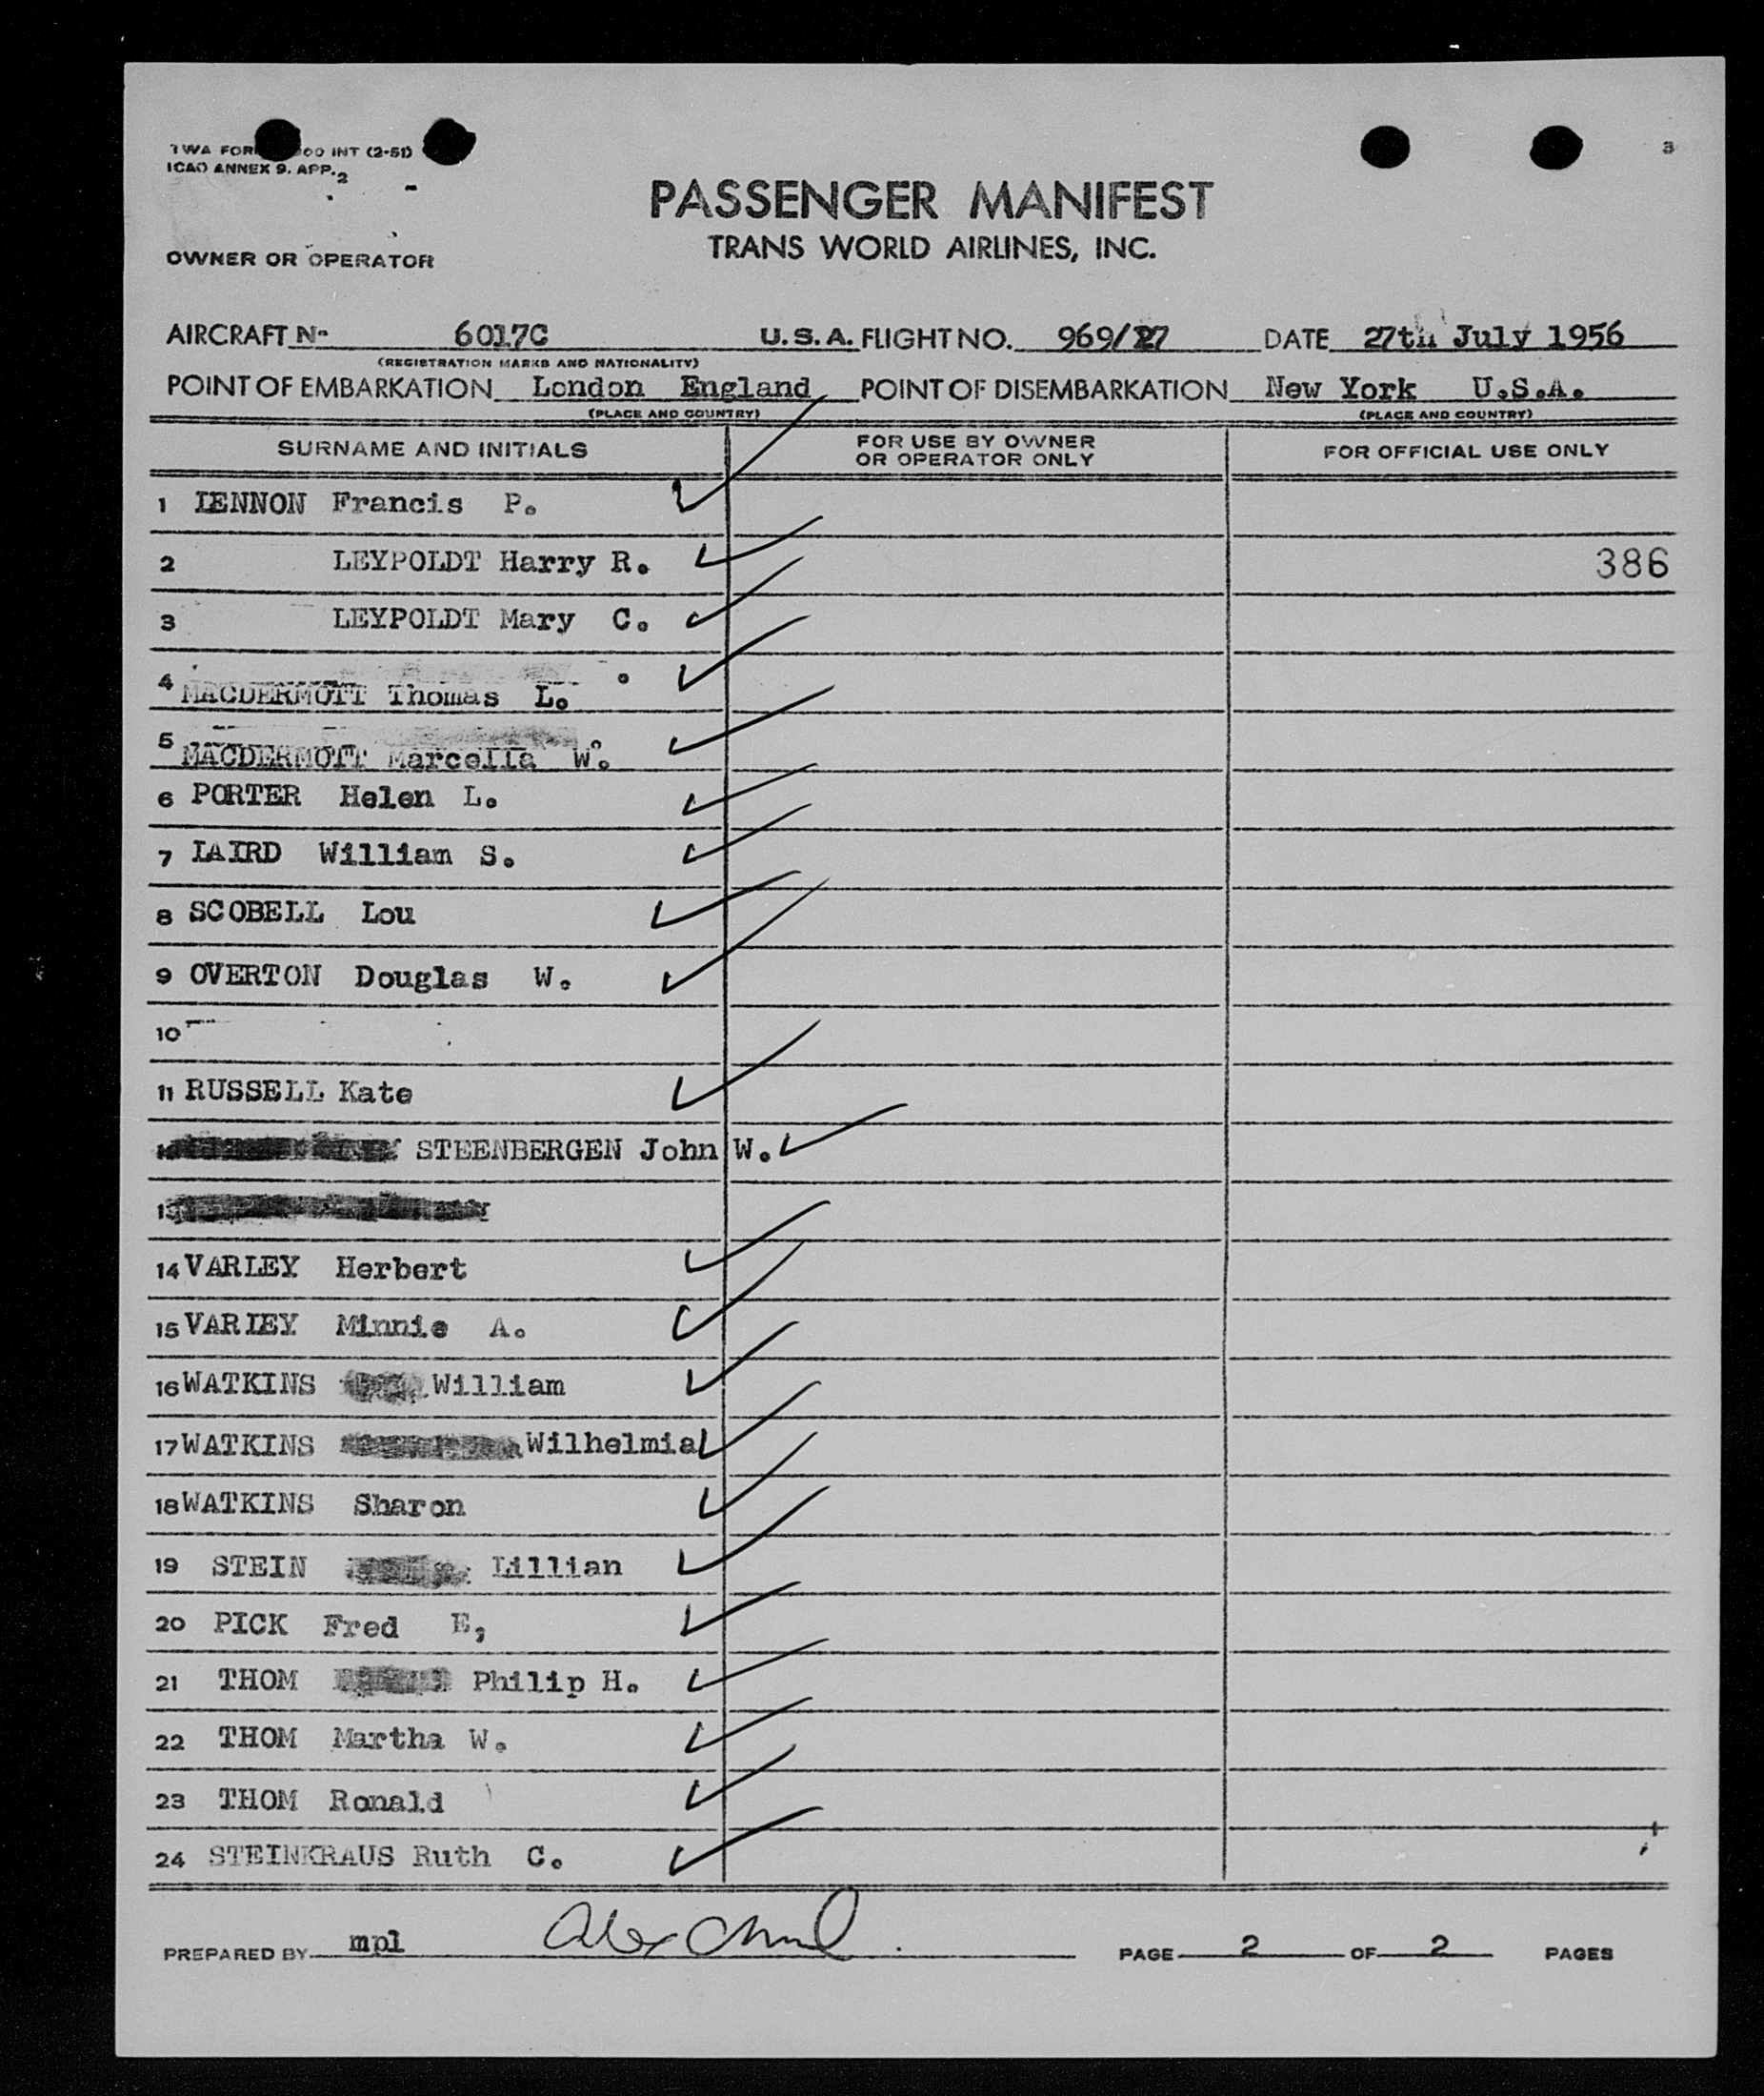 TWA FOR 00 INT (2-51)
ICAO ANNEX 9. APP. 2
3
PASSENGER MANIFEST
TRANS WORLD AIRLINES, INC.
OWNER OR OPERATOR
AIRCRAFT No 6017C U.S.A. FLIGHT NO. 969/27 DATE 27th July 1956
(REGISTRATION MARKS AND NATIONALITY)
POINT OF EMBARKATION London England POINT OF DISEMBARKATION New York U.S.A.
(PLACE AND COUNTRY) (PLACE AND COUNTRY)
SURNAME AND INITIALS FOR USE BY OWNER OR OPERATOR ONLY FOR OFFICIAL USE ONLY
1 LENNON Francis P.
2 LEYPOLDT Harry R. 386
3 LEYPOLDT Mary C.
4 MACDERMOTT Thomas L.
5 MACDERMOTT Marcella W.
6 PORTER Helen L.
7 LAIRD William S.
8 SCOBELL Lou
9 OVERTON Douglas W.
10
11 RUSSELL Kate
STEENBERGEN John W.
13
14 VARLEY Herbert
15 VARLEY Minnie A.
16 WATKINS William
17 WATKINS Wilhelmia
18 WATKINS Sharon
19 STEIN Lillian
20 PICK Fred E,
21 THOM Philip H.
22 THOM Martha W.
23 THOM Ronald
24 STEINKRAUS Ruth C.
PREPARED BY mpl PAGE 2 OF 2 PAGES